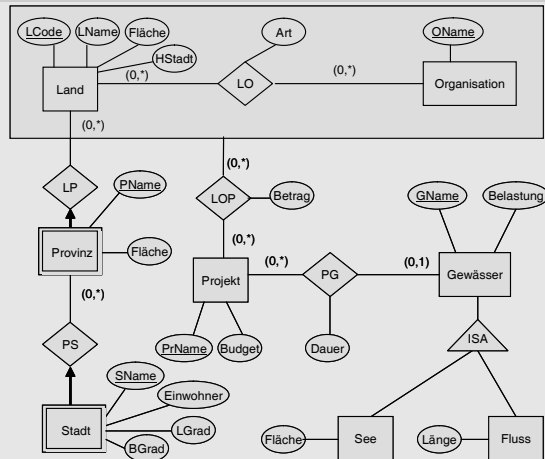 LCode
LName
Fläche
HStadt
Art
OName
(0,*)
(0,*)
Land
LO
Organisation
(0,*)
(0,*)
LP
PName
LOP
Betrag
GName
Belastung
Provinz
Fläche
(0,*)
(0,*)
(0,1)
Projekt
PG
Gewässer
(0,*)
PS
PrName
Budget
Dauer
ISA
SName
Einwohner
Stadt
LGrad
BGrad
Fläche
See
Länge
Fluss